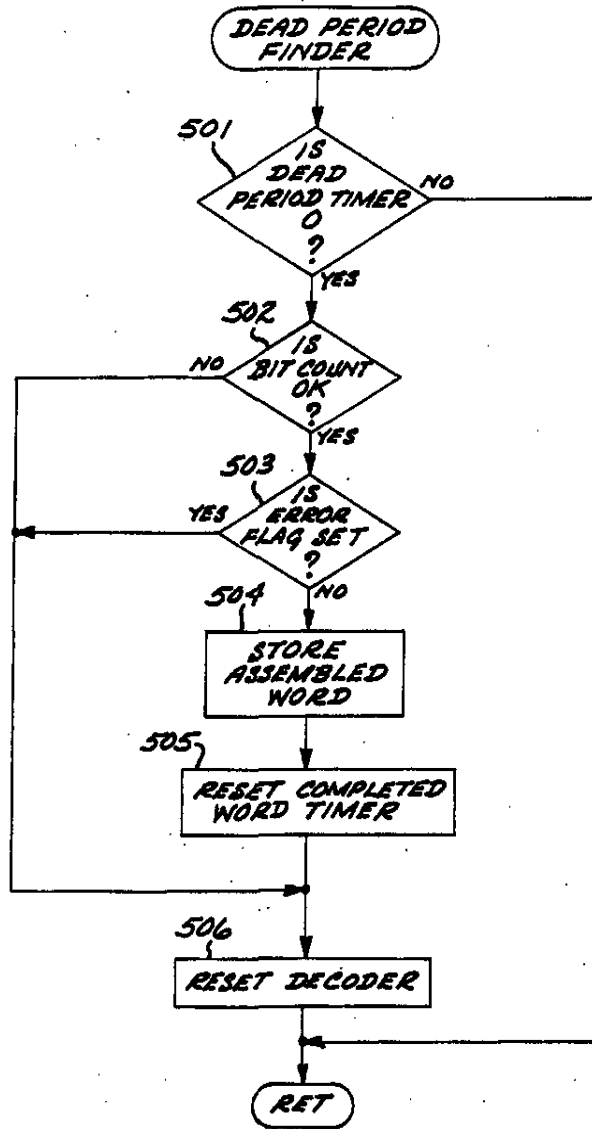 DEAD PERIOD
FINDER
501
IS
DEAD
PERIOD TIMER
0
?
NO
YES
502
IS
BIT COUNT
OK
?
NO
YES
503
IS
ERROR
FLAG SET
?
YES
NO
504
STORE
ASSEMBLED
WORD
505
RESET COMPLETED
WORD TIMER
506
RESET DECODER
RET